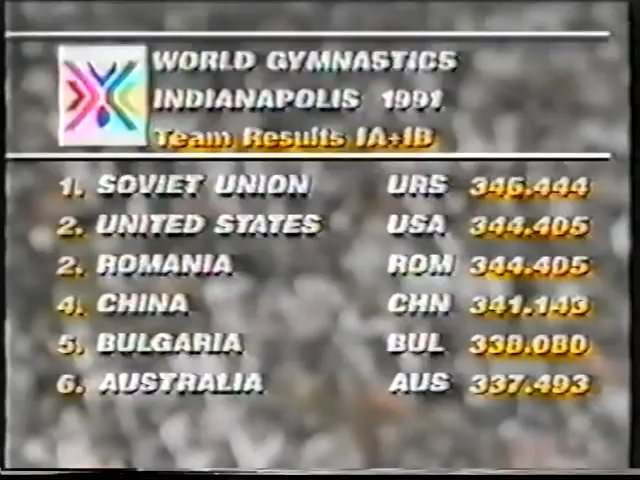 WORLD GYMNASTICS
INDIANAPOLIS 1991
Team Results IA+IB
1. SOVIET UNION URS 346.444
2. UNITED STATES USA 344.405
2. ROMANIA ROM 344.405
4. CHINA CHN 341.143
5. BULGARIA BUL 338.080
6. AUSTRALIA AUS 337.493